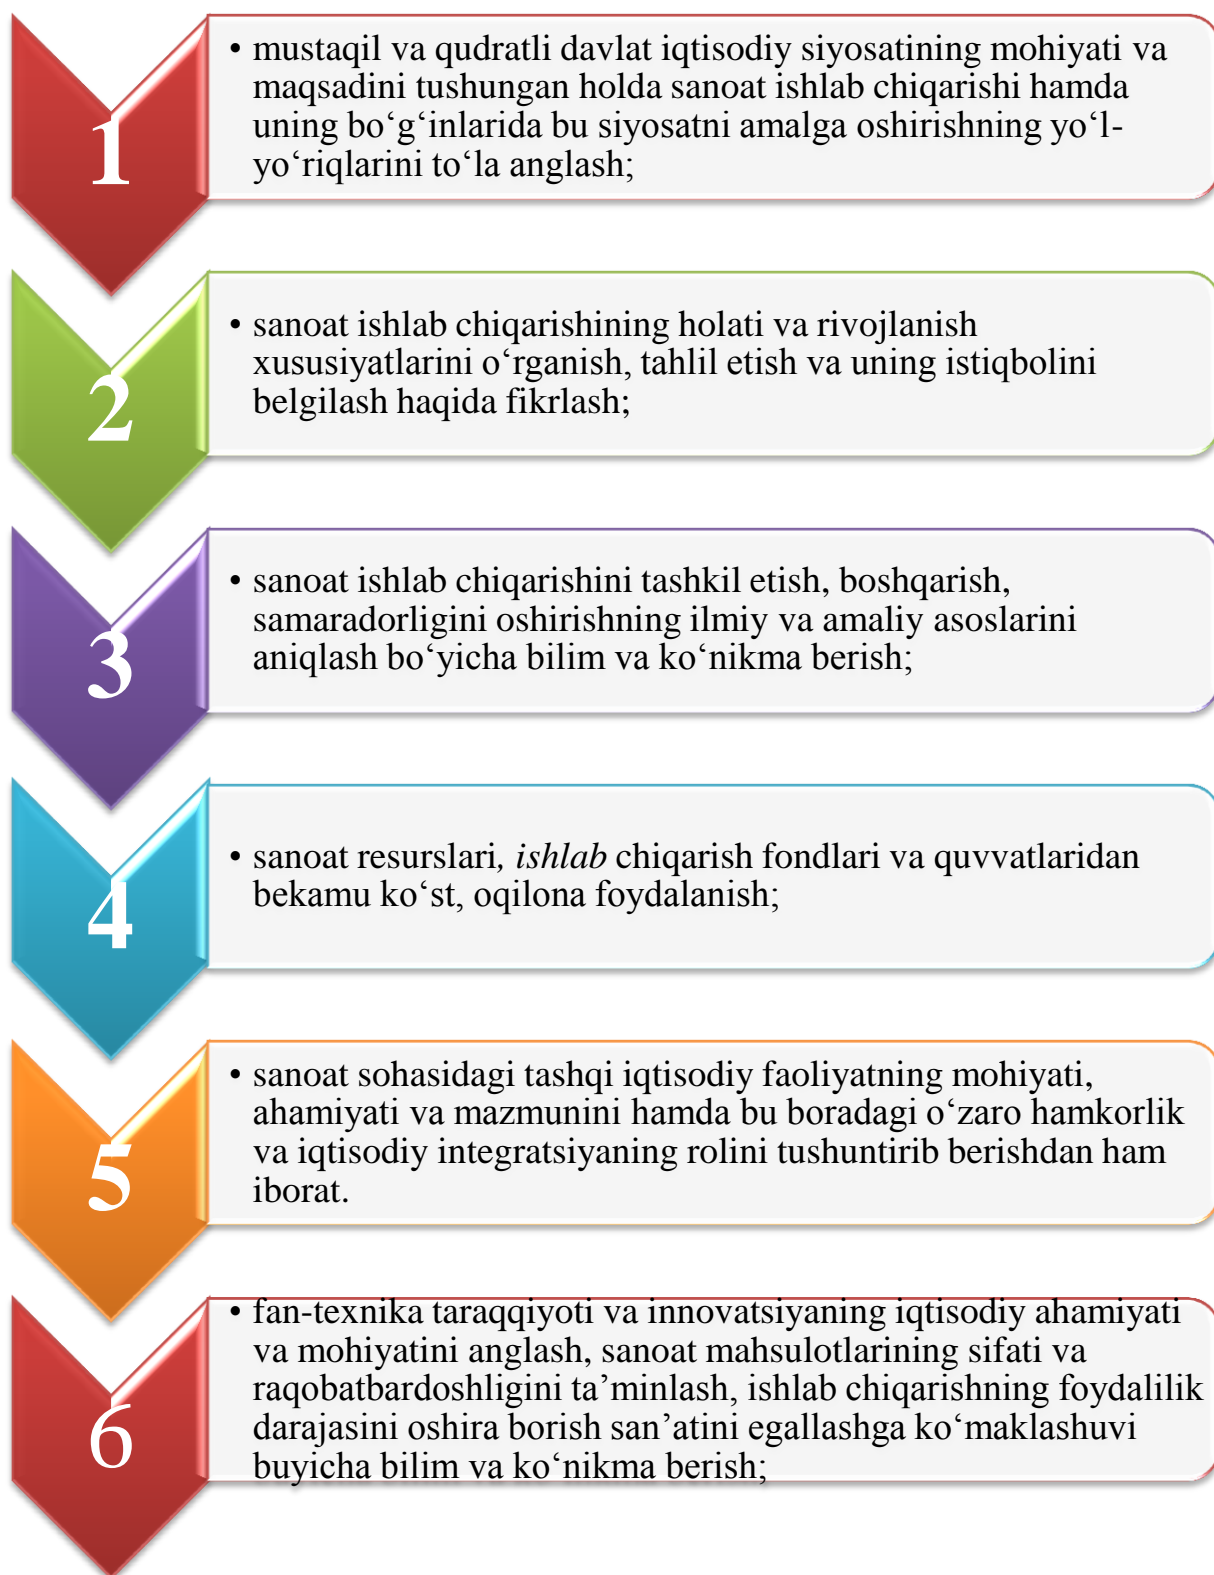 1
• mustaqil va qudratli davlat iqtisodiy siyosatining mohiyati va
maqsadini tushungan holda sanoat ishlab chiqarishi hamda
uning bo‘g‘inlarida bu siyosatni amalga oshirishning yo‘l-
yo‘riqlarini to‘la anglash;
2
• sanoat ishlab chiqarishining holati va rivojlanish
xususiyatlarini o‘rganish, tahlil etish va uning istiqbolini
belgilash haqida fikrlash;
3
• sanoat ishlab chiqarishini tashkil etish, boshqarish,
samaradorligini oshirishning ilmiy va amaliy asoslarini
aniqlash bo‘yicha bilim va ko‘nikma berish;
4
• sanoat resurslari, ishlab chiqarish fondlari va quvvatlaridan
bekamu ko‘st, oqilona foydalanish;
5
• sanoat sohasidagi tashqi iqtisodiy faoliyatning mohiyati,
ahamiyati va mazmunini hamda bu boradagi o‘zaro hamkorlik
va iqtisodiy integratsiyaning rolini tushuntirib berishdan ham
iborat.
6
• fan-texnika taraqqiyoti va innovatsiyaning iqtisodiy ahamiyati
va mohiyatini anglash, sanoat mahsulotlarining sifati va
raqobatbardoshligini ta’minlash, ishlab chiqarishning foydalilik
darajasini oshira borish san’atini egallashga ko‘maklashuvi
buyicha bilim va ko‘nikma berish;